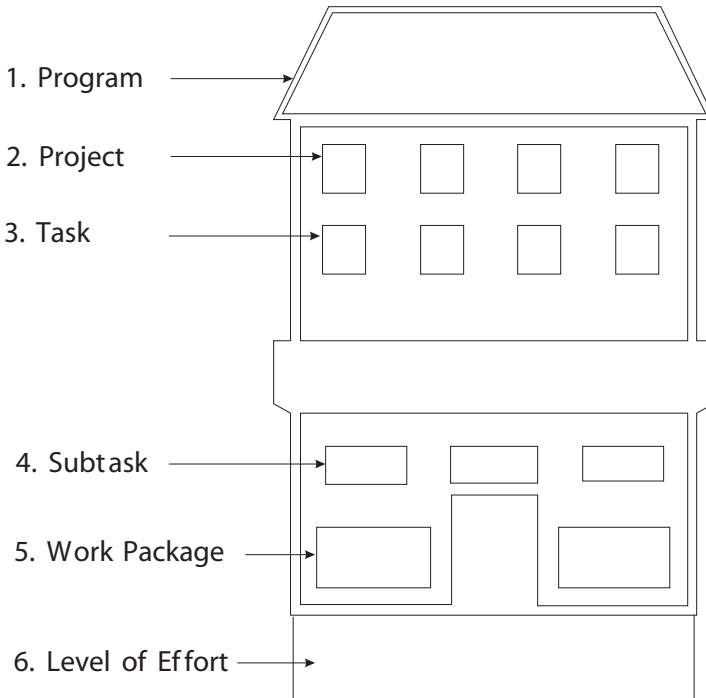 1. Program
2. Project
3. Task
4. Subtask
5. Work Package
6. Level of Effort